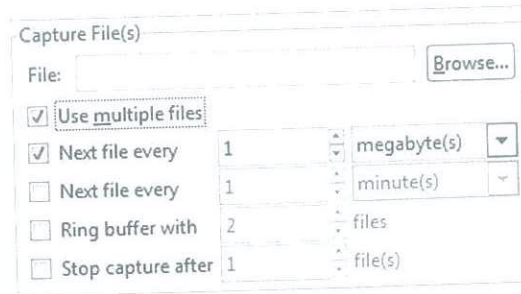 Capture File(s)
File: Browse...
Use multiple files
Next file every 1 megabyte(s)
Next file every 1 minute(s)
Ring buffer with 2 files
Stop capture after 1 file(s)